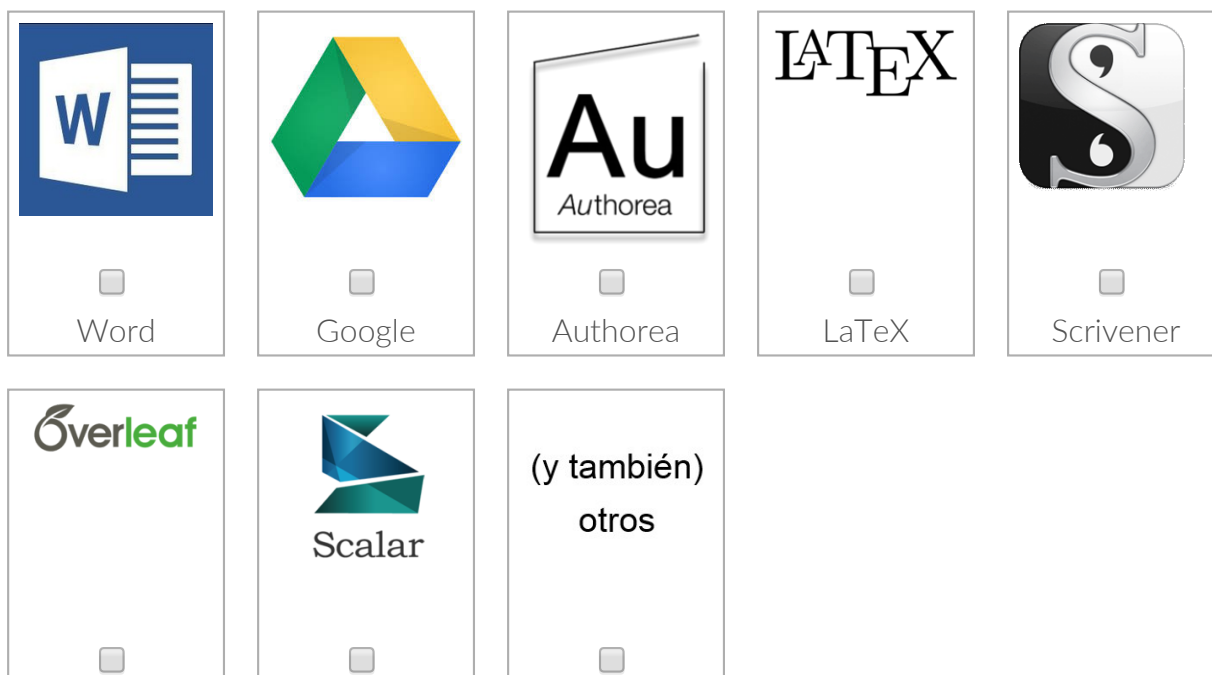 W
Au
Authorea
LaTeX
Word
Google
Authorea
LaTeX
Scrivener
Overleaf
Scalar
(y también)
otros